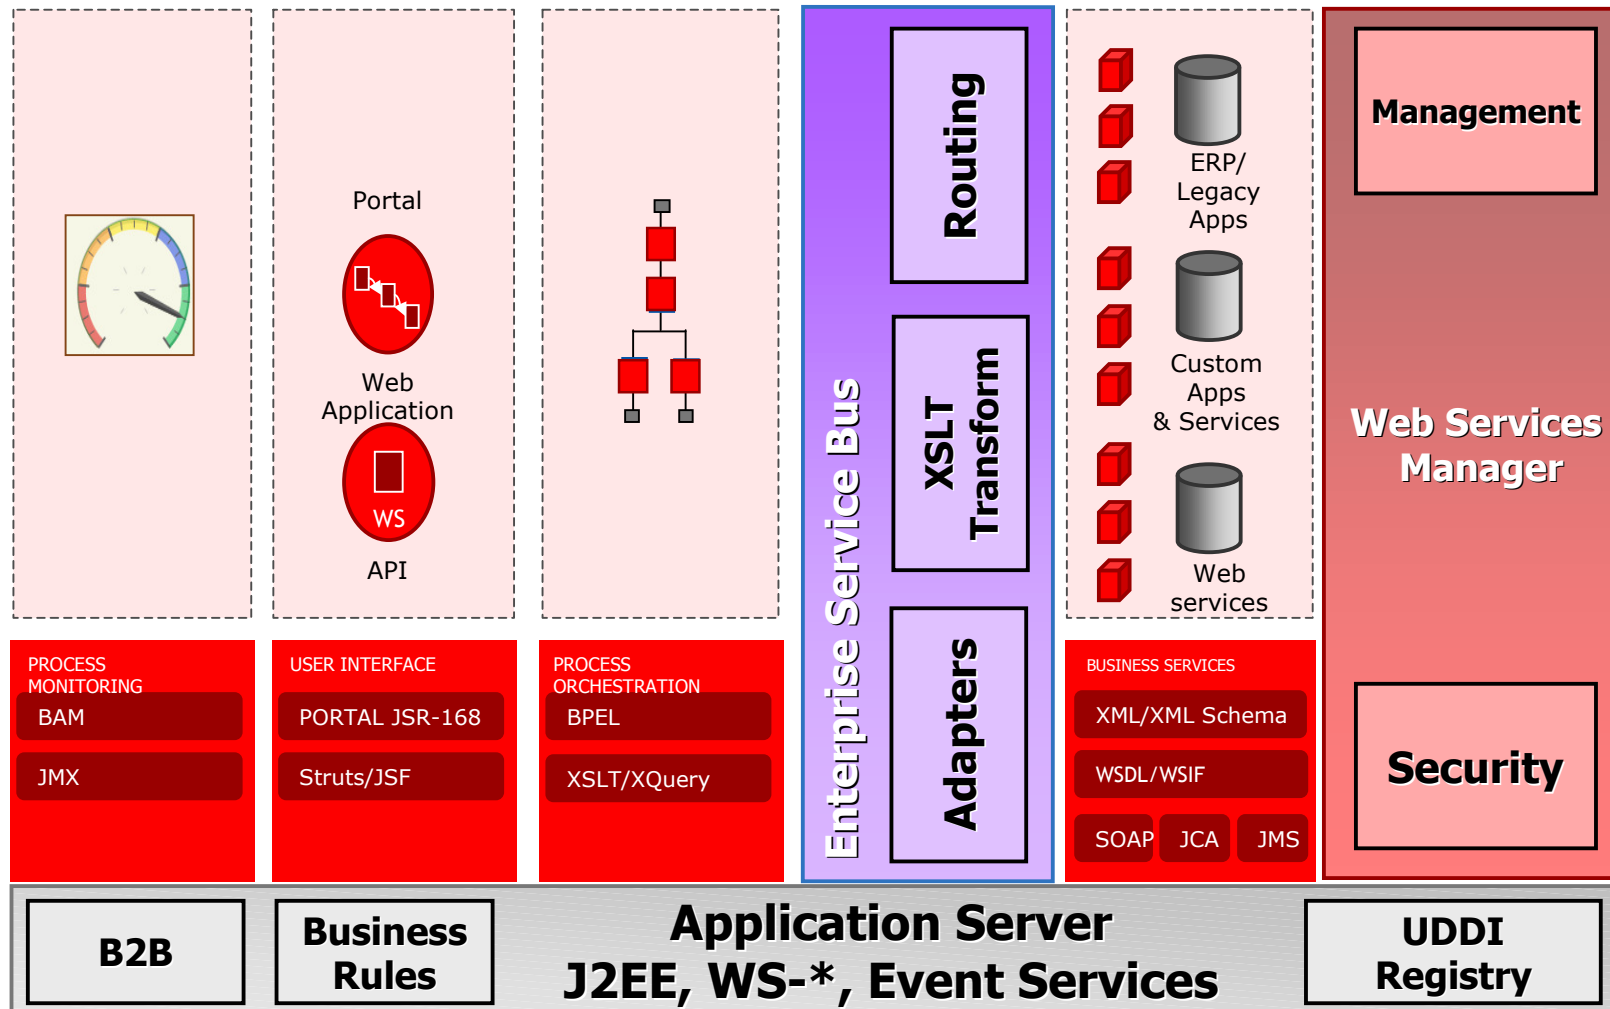 Portal
Web
Application
WS
API
PROCESS
MONITORING
BAM
JMX
USER INTERFACE
PORTAL JSR-168
Struts/JSF
PROCESS
ORCHESTRATION
BPEL
XSLT/XQuery
Enterprise Service Bus
Routing
XSLT
Transform
Adapters
ERP/
Legacy
Apps
Custom
Apps
& Services
Web
services
BUSINESS SERVICES
XML/XML Schema
WSDL/WSIF
SOAP JCA JMS
Management
Web Services
Manager
Security
B2B
Business
Rules
Application Server
J2EE, WS-*, Event Services
UDDI
Registry